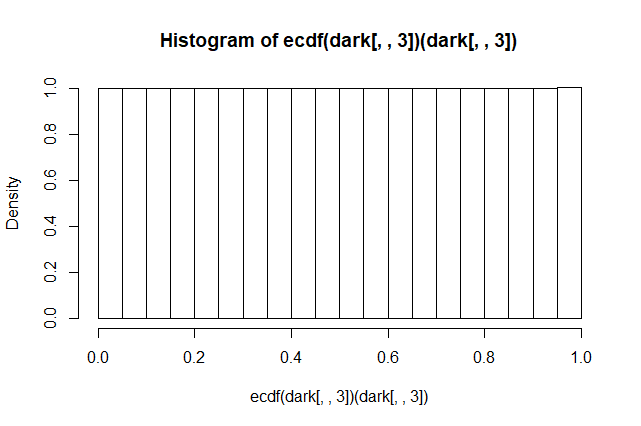 Histogram of ecdf(dark[, , 3])(dark[, , 3])
Density
1.0
0.8
0.6
0.4
0.2
0.0
0.0 0.2 0.4 0.6 0.8 1.0
ecdf(dark[, , 3])(dark[, , 3])